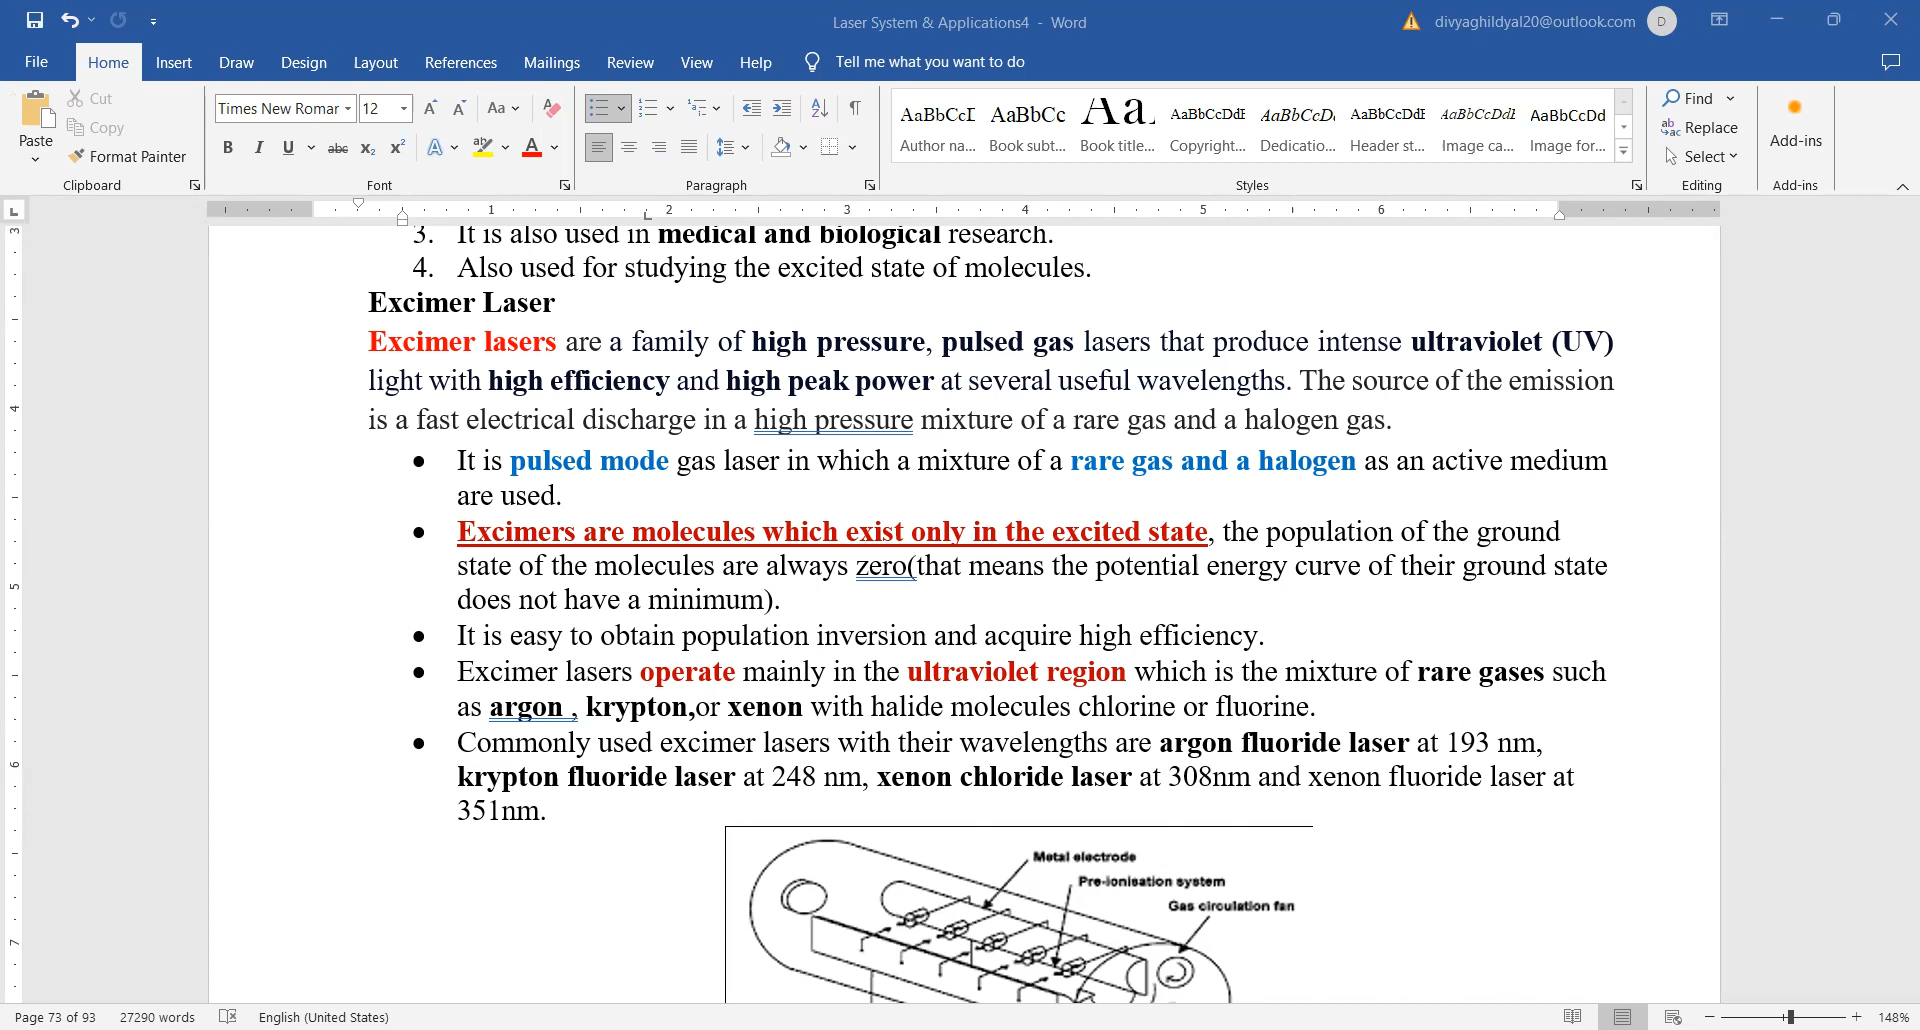 Laser System & Applications4 - Word
divyaghildyal20@outlook.com
D
File Home Insert Draw Design Layout References Mailings Review View Help Tell me what you want to do
Paste
Cut
Copy
Format Painter
Clipboard
Times New Romar 12
Font
Paragraph
AaBbCcI AaBbCc Aa. AaBbCcDdE AaBbCcD AaBbCcDdE AaBbCcDdE AaBbCcDd
Author na... Book subt... Book title... Copyright... Dedicatio... Header st... Image ca... Image for...
Styles
Find
Replace
Select
Editing
Add-ins
Add-ins
1 2 3 4 5 6
3. It is also used in medical and biological research.
4. Also used for studying the excited state of molecules.
Excimer Laser
Excimer lasers are a family of high pressure, pulsed gas lasers that produce intense ultraviolet (UV)
light with high efficiency and high peak power at several useful wavelengths. The source of the emission
is a fast electrical discharge in a high pressure mixture of a rare gas and a halogen gas.
• It is pulsed mode gas laser in which a mixture of a rare gas and a halogen as an active medium
are used.
• Excimers are molecules which exist only in the excited state, the population of the ground
state of the molecules are always zero(that means the potential energy curve of their ground state
does not have a minimum).
• It is easy to obtain population inversion and acquire high efficiency.
• Excimer lasers operate mainly in the ultraviolet region which is the mixture of rare gases such
as argon , krypton,or xenon with halide molecules chlorine or fluorine.
• Commonly used excimer lasers with their wavelengths are argon fluoride laser at 193 nm,
krypton fluoride laser at 248 nm, xenon chloride laser at 308nm and xenon fluoride laser at
351nm.
Metal electrode
Pre-ionisation system
Gas circulation fan
Page 73 of 93 27290 words English (United States) 148%